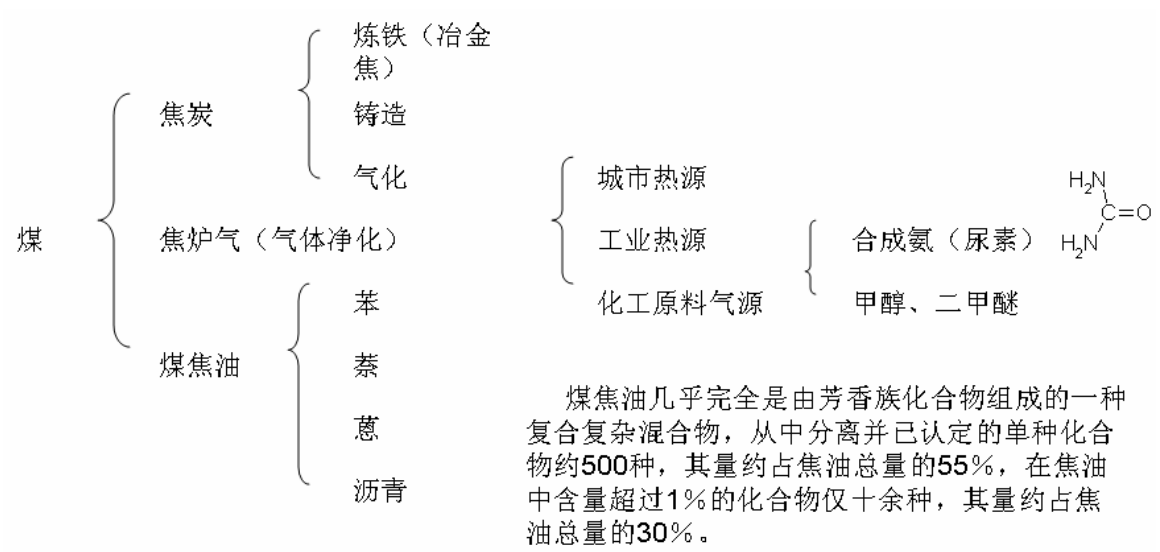 炼铁（冶金
焦）
焦炭
铸造
气化
城市热源
煤
焦炉气（气体净化）
工业热源
合成氨（尿素）
H₂N
C=O
H₂N
苯
化工原料气源
甲醇、二甲醚
煤焦油
萘
蒽
沥青
煤焦油几乎完全是由芳香族化合物组成的一种
复合复杂混合物，从中分离并已认定的单种化合
物约500种，其量约占焦油总量的55%，在焦油
中含量超过1%的化合物仅十余种，其量约占焦
油总量的30%。